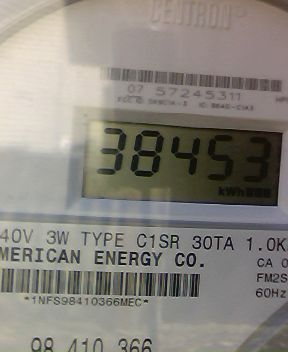 CENTRON®
07 57245311
38453
kWh
40V 3W TYPE C1SR 30TA 1.0K
MERICAN ENERGY CO.
CA 0
FM2S
60Hz
*1NFS98410366MEC*
98 410 366